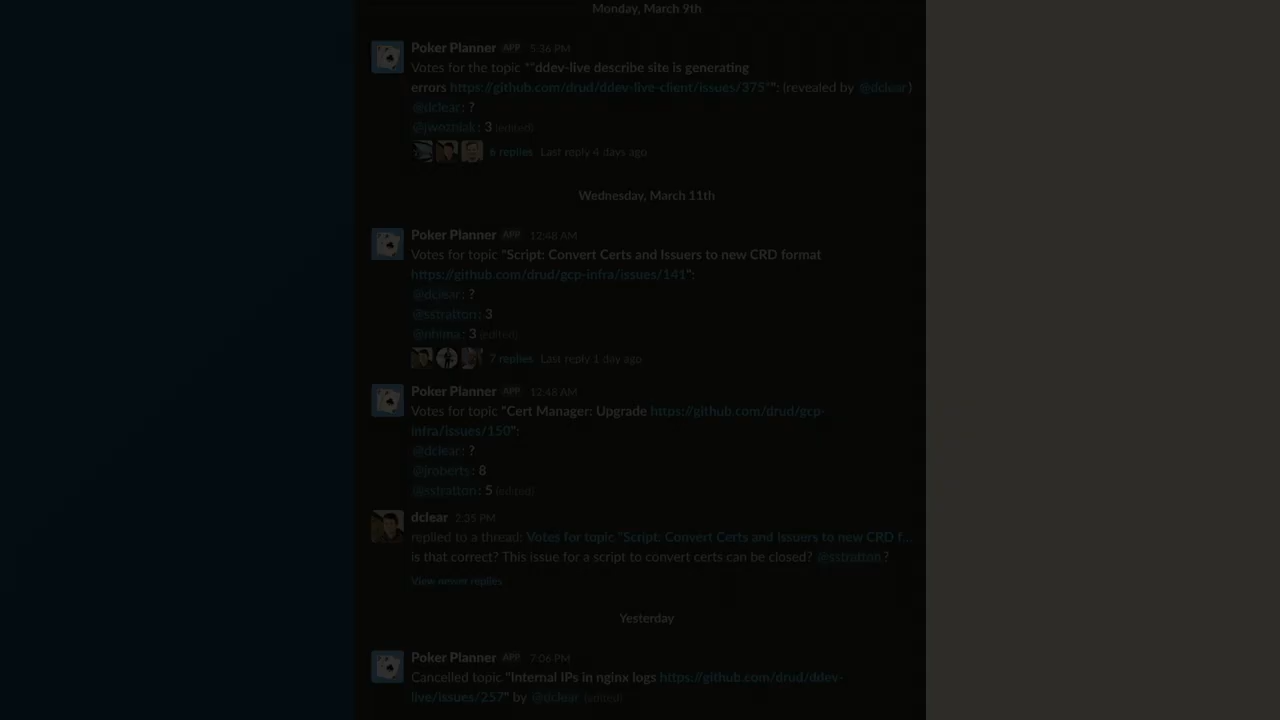 Monday, March 9th
Poker Planner APP 5:36 PM
Votes for the topic "“ddev-live describe site is generating
errors https://github.com/drud/ddev-live-client/issues/375”": (revealed by @dclear)
@dclear: ?
@jwozniak: 3 (edited)
6 replies Last reply 4 days ago
Wednesday, March 11th
Poker Planner APP 12:48 AM
Votes for topic "Script: Convert Certs and Issuers to new CRD format
https://github.com/drud/gcp-infra/issues/141":
@dclear: ?
@sstratton: 3
@nhima: 3 (edited)
7 replies Last reply 1 day ago
Poker Planner APP 12:48 AM
Votes for topic "Cert Manager: Upgrade https://github.com/drud/gcp-
infra/issues/150":
@dclear: ?
@jroberts: 8
@sstratton: 5 (edited)
dclear 2:35 PM
replied to a thread: Votes for topic "Script: Convert Certs and Issuers to new CRD f...
is that correct? This issue for a script to convert certs can be closed? @sstratton ?
View newer replies
Yesterday
Poker Planner APP 7:06 PM
Cancelled topic "Internal IPs in nginx logs https://github.com/drud/ddev-
live/issues/257" by @dclear (edited)